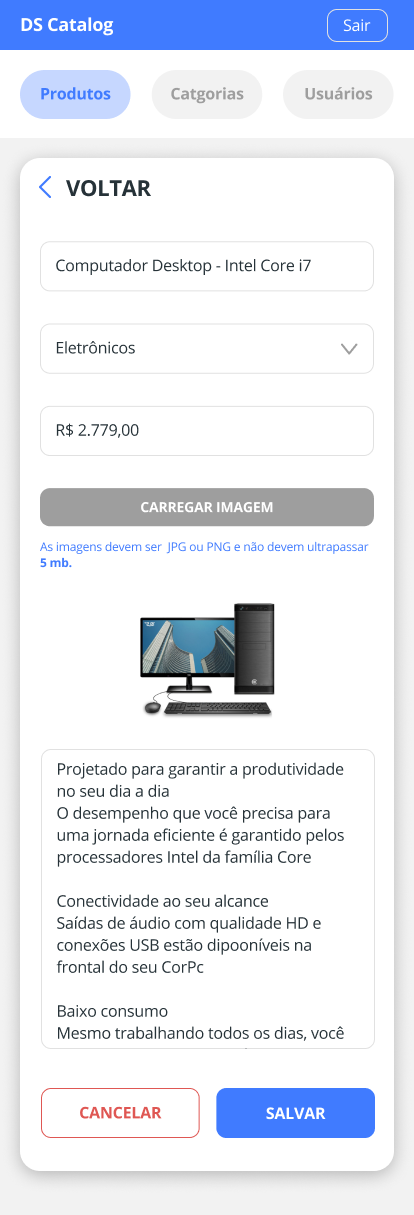 DS Catalog
Sair
Produtos
Catgorias
Usuários
VOLTAR
Computador Desktop - Intel Core i7
Eletrônicos
R$ 2.779,00
CARREGAR IMAGEM
As imagens devem ser JPG ou PNG e não devem ultrapassar
5 mb.
Projetado para garantir a produtividade
no seu dia a dia
O desempenho que você precisa para
uma jornada eficiente é garantido pelos
processadores Intel da família Core
Conectividade ao seu alcance
Saídas de áudio com qualidade HD e
conexões USB estão dipooníveis na
frontal do seu CorPc
Baixo consumo
Mesmo trabalhando todos os dias, você
CANCELAR
SALVAR